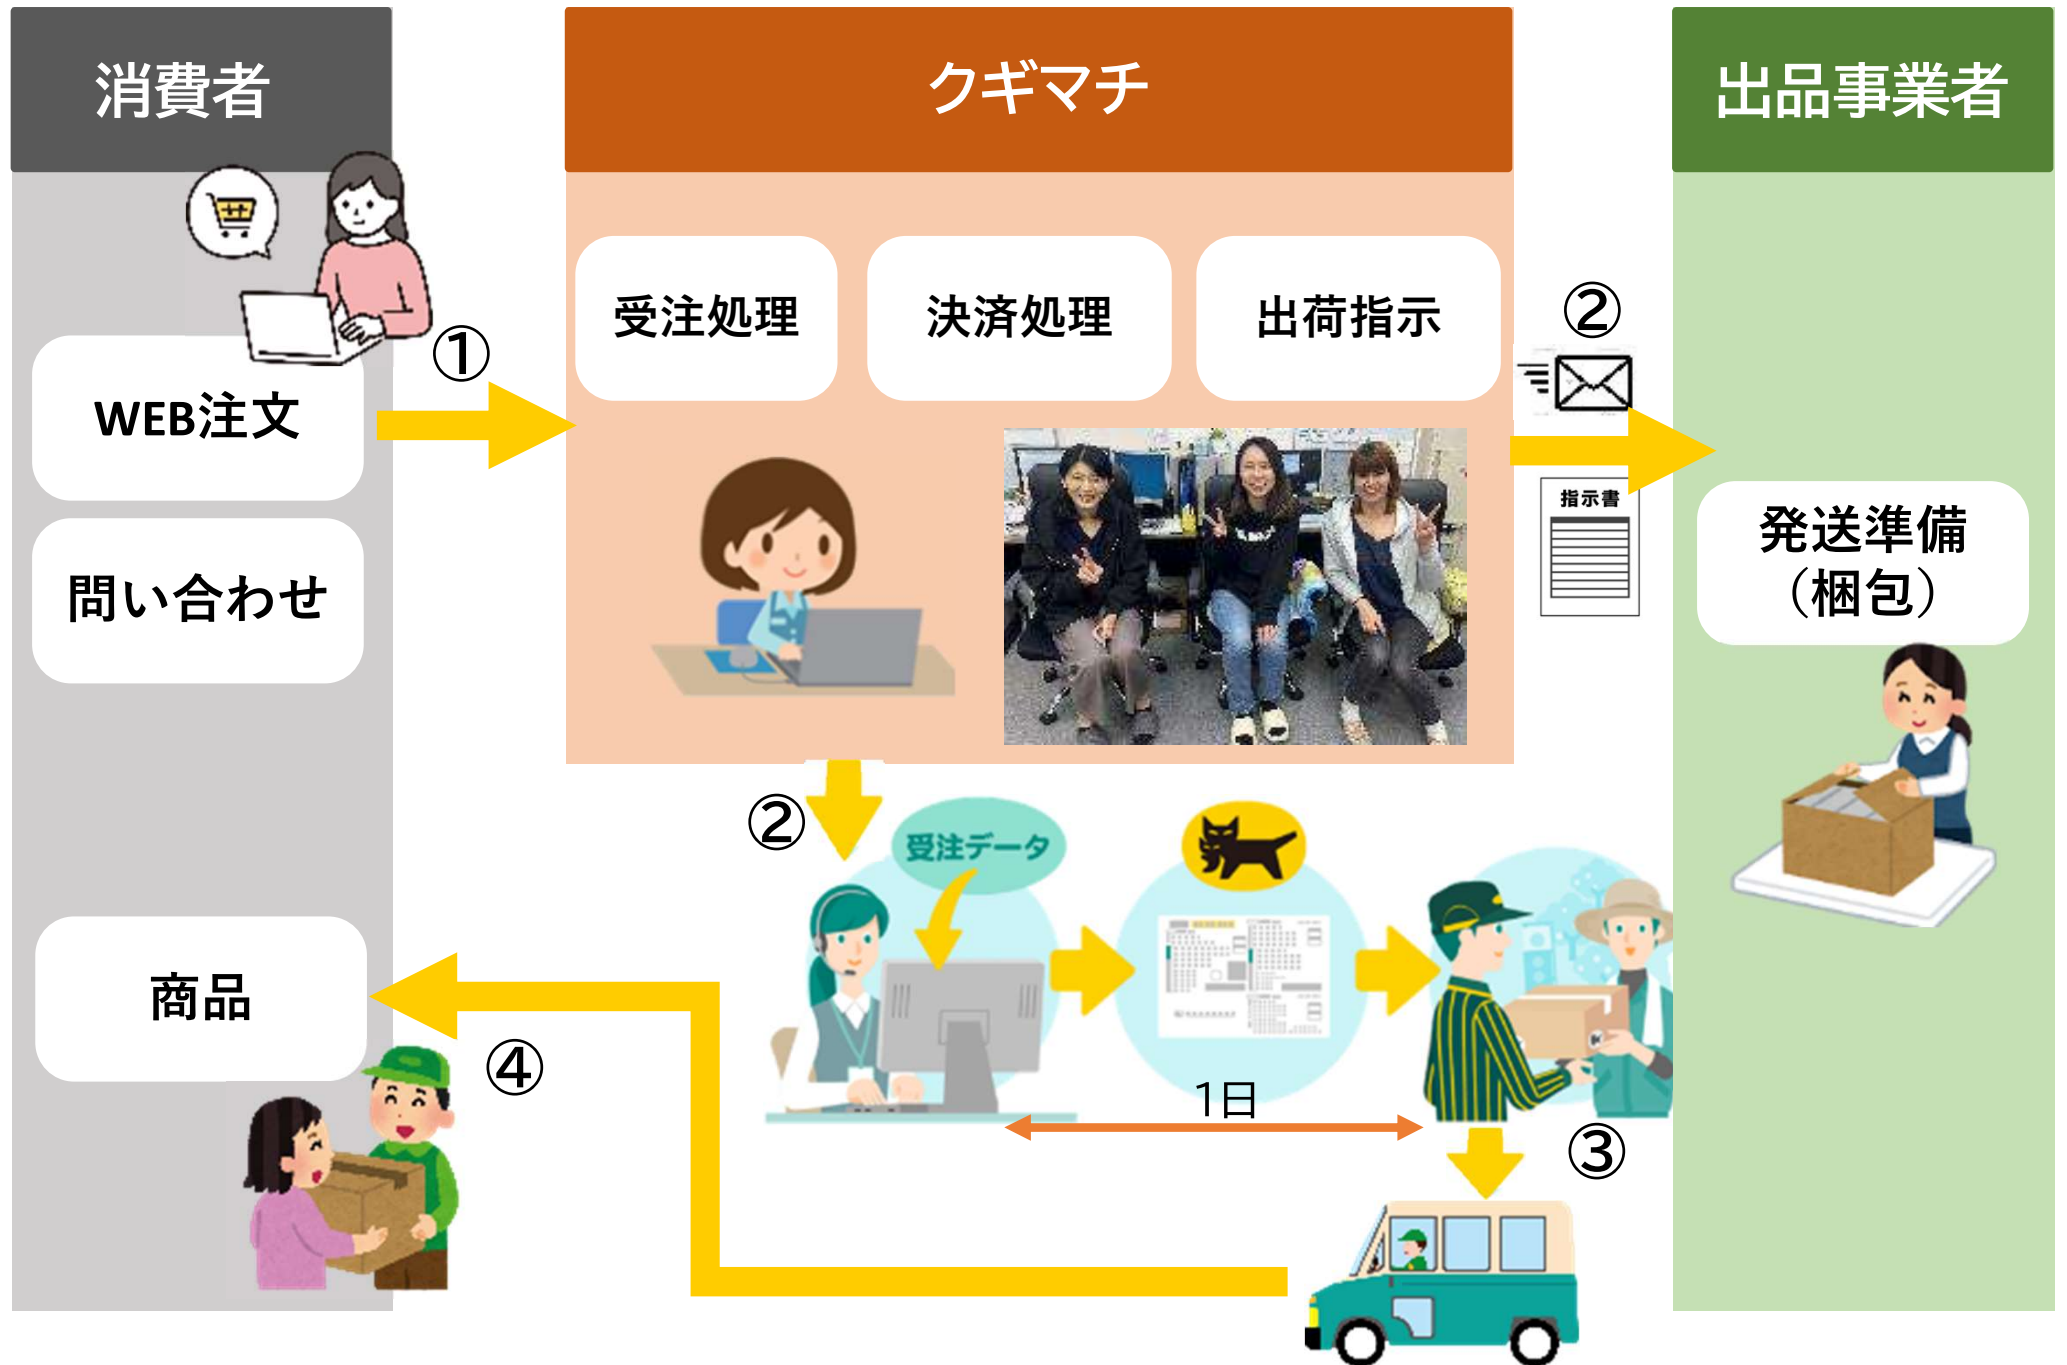 消費者
クギマチ
出品事業者
受注処理
決済処理
出荷指示
②
①
WEB注文
指示書
発送準備
（梱包）
問い合わせ
②
受注データ
商品
④
1日
③